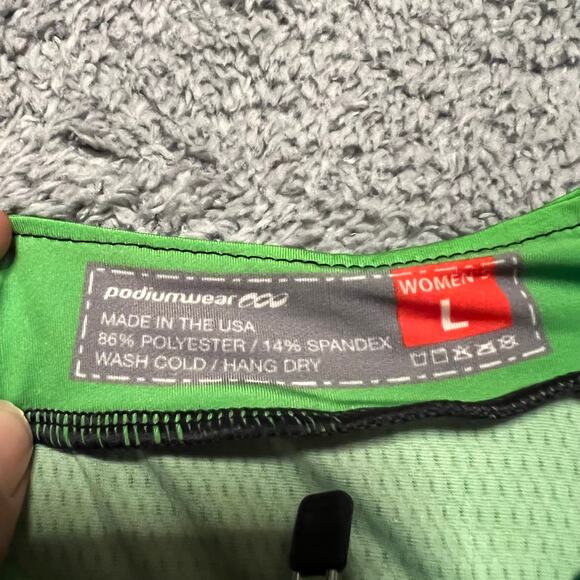 podiumwear
MADE IN THE USA
86% POLYESTER / 14% SPANDEX
WASH COLD / HANG DRY
WOMEN'S
L